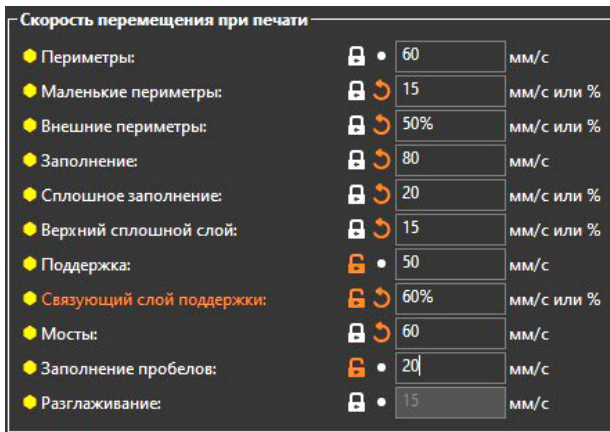 Скорость перемещения при печати
Периметры: 60 мм/с
Маленькие периметры: 15 мм/с или %
Внешние периметры: 50% мм/с или %
Заполнение: 80 мм/с
Сплошное заполнение: 20 мм/с или %
Верхний сплошной слой: 15 мм/с или %
Поддержка: 50 мм/с
Связующий слой поддержки: 60% мм/с или %
Мосты: 60 мм/с
Заполнение пробелов: 20 мм/с
Разглаживание: 15 мм/с